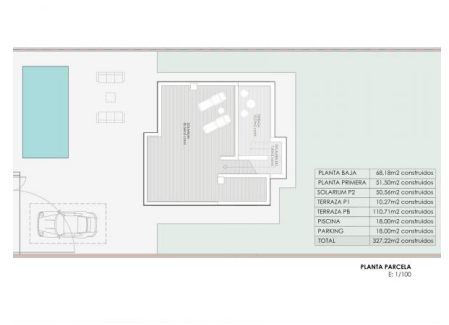 PLANTA BAJA 68.18m2 construidos
PLANTA PRIMERA 51.50m2 construidos
SOLARIUM P2 50.56m2 construidos
TERRAZA P1 10.27m2 construidos
TERRAZA PB 110.71m2 construidos
PISCINA 18.00m2 construidos
PARKING 18.00m2 construidos
TOTAL 327.22m2 construidos
PLANTA PARCELA
E: 1/100